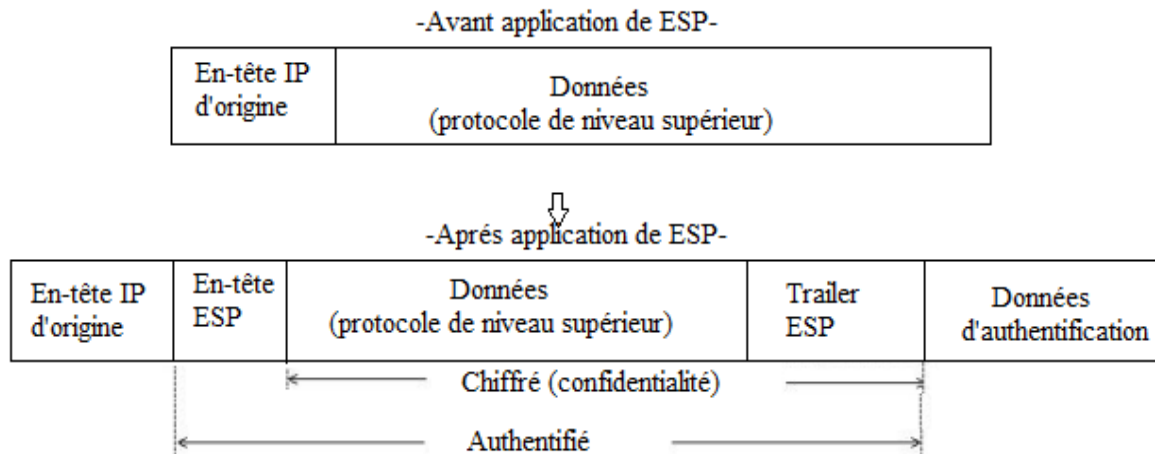 -Avant application de ESP-
En-tête IP
d'origine
Données
(protocole de niveau supérieur)
-Aprés application de ESP-
En-tête IP
d'origine
En-tête
ESP
Données
(protocole de niveau supérieur)
Trailer
ESP
Données
d'authentification
Chiffré (confidentialité)
Authentifié